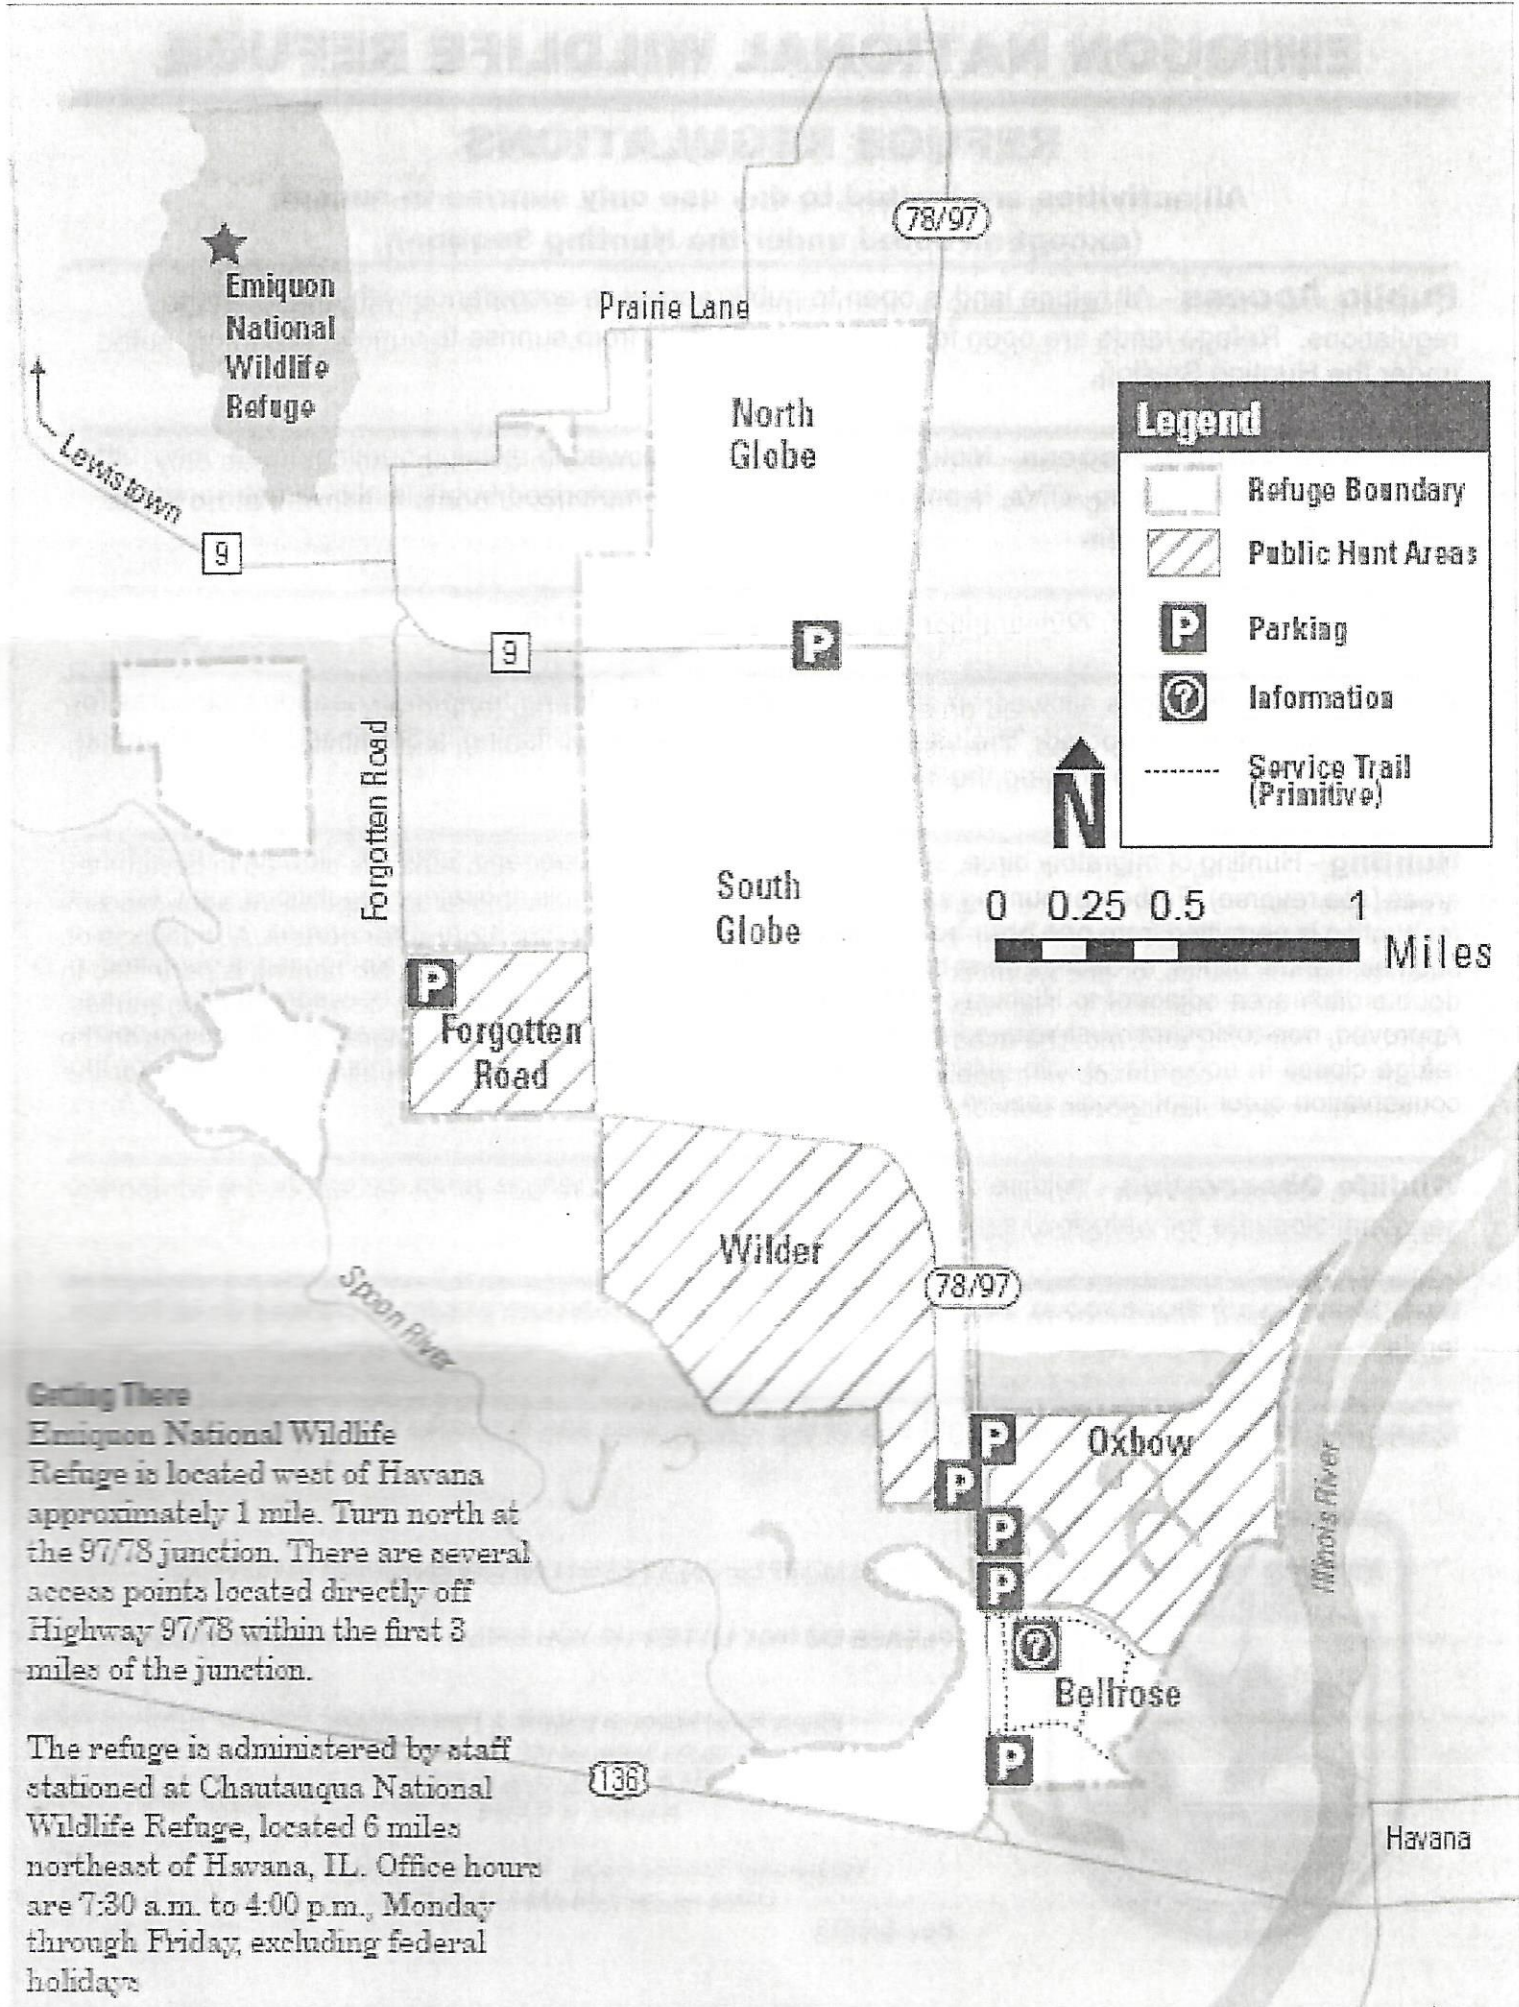 78/97
Emiquon
National
Wildlife
Refuge
Prairie Lane
North
Globe
Lewistown
9
9
P
Legend
Refuge Boundary
Public Hunt Areas
P
Parking
?
Information
Service Trail
(Primitive)
N
Forgotten Road
South
Globe
0 0.25 0.5 1
Miles
P
Forgotten
Road
Wilder
78/97
Spoon River
P
Oxbow
P
P
P
Illinois River
?
Bellrose
P
136
Havana
Getting There
Emiquon National Wildlife
Refuge is located west of Havana
approximately 1 mile. Turn north at
the 97/78 junction. There are several
access points located directly off
Highway 97/78 within the first 3
miles of the junction.
The refuge is administered by staff
stationed at Chautauqua National
Wildlife Refuge, located 6 miles
northeast of Havana, IL. Office hours
are 7:30 a.m. to 4:00 p.m., Monday
through Friday, excluding federal
holidays